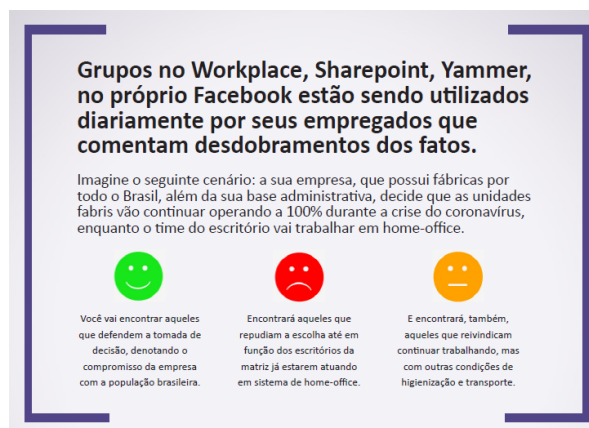 Grupos no Workplace, Sharepoint, Yammer,
no próprio Facebook estão sendo utilizados
diariamente por seus empregados que
comentam desdobramentos dos fatos.
Imagine o seguinte cenário: a sua empresa, que possui fábricas por
todo o Brasil, além da sua base administrativa, decide que as unidades
fabris vão continuar operando a 100% durante a crise do coronavírus,
enquanto o time do escritório vai trabalhar em home-office.
Você vai encontrar aqueles
que defendem a tomada de
decisão, denotando o
compromisso da empresa
com a população brasileira.
Encontrará aqueles que
repudiam a escolha até em
função dos escritórios da
matriz já estarem atuando
em sistema de home-office.
E encontrará, também,
aqueles que reivindicam
continuar trabalhando, mas
com outras condições de
higienização e transporte.